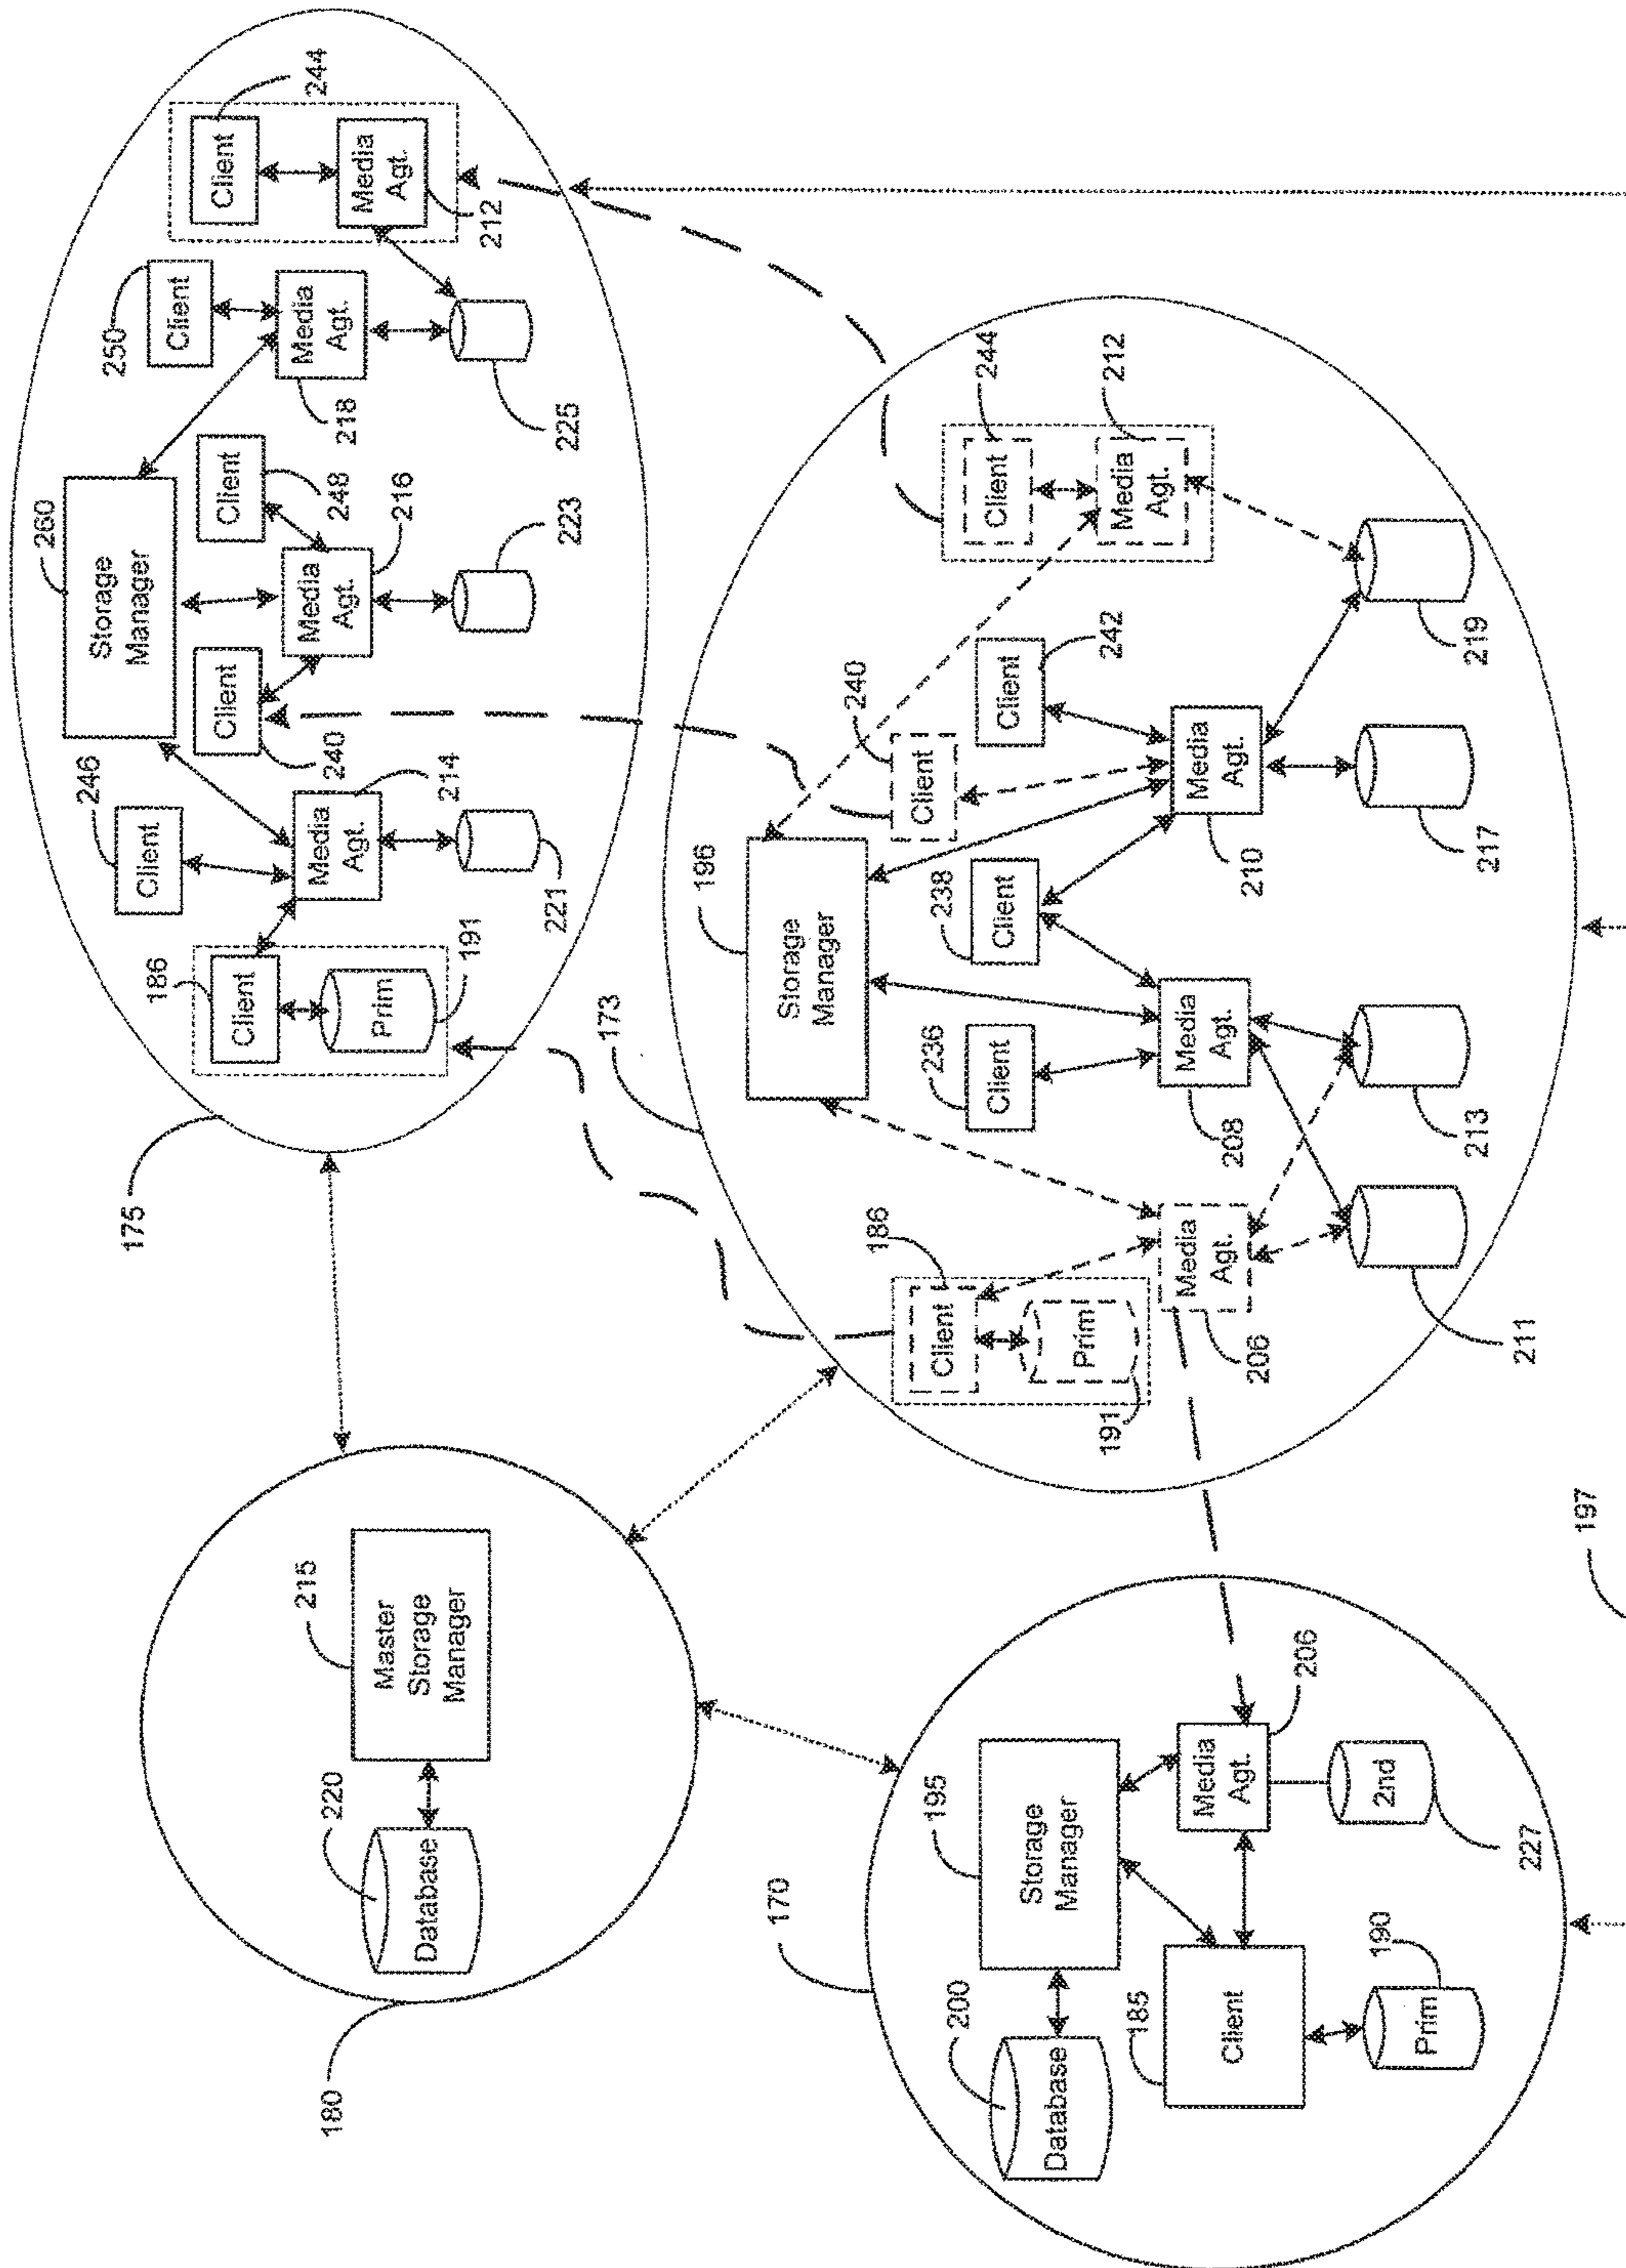 180
220
Database
215
Master
Storage
Manager
175
260
Storage
Manager
246
Client
250
Client
186
Client
Prim
191
240
Client
248
Client
244
Client
214
Media
Agt.
216
Media
Agt.
218
Media
Agt.
212
Media
Agt.
221
223
225
170
200
Database
195
Storage
Manager
185
Client
206
Media
Agt.
190
Prim
2nd
227
173
196
Storage
Manager
186
Client
Prim
191
236
Client
238
Client
240
Client
242
Client
244
Client
212
Media
Agt.
206
Media
Agt.
208
Media
Agt.
210
Media
Agt.
211
213
217
219
197